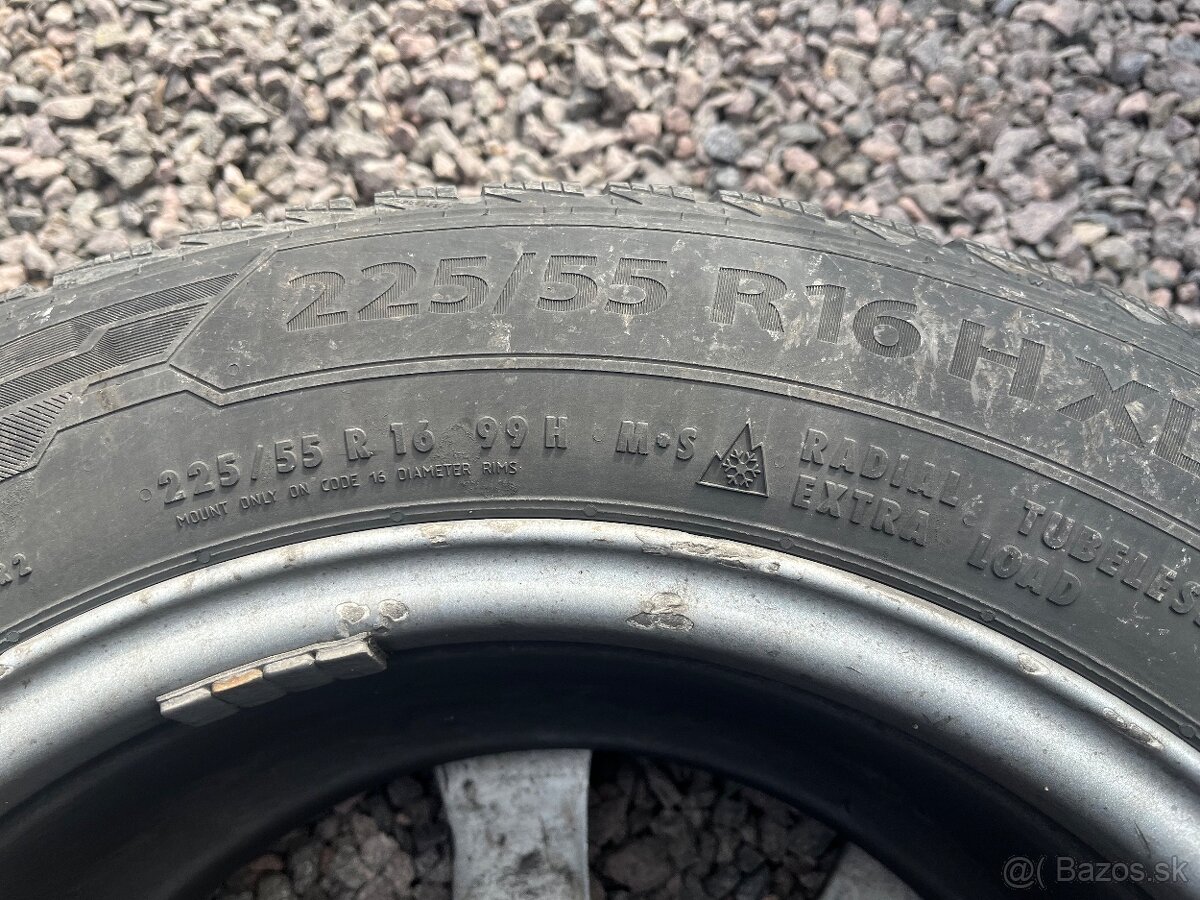 225/55 R16 H XL
225/55 R 16 99 H M+S RADIAL TUBELESS
MOUNT ONLY ON CODE 16 DIAMETER RIMS EXTRA LOAD
@( Bazos.sk